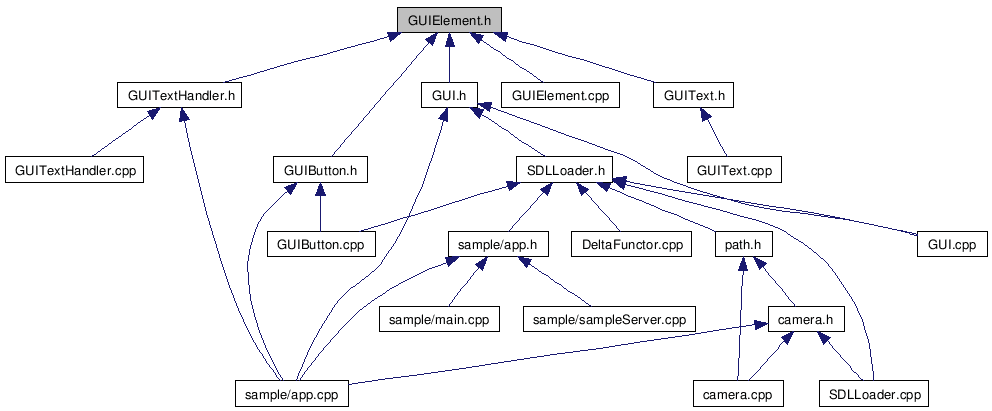 GUIElement.h
GUITextHandler.h
GUI.h
GUIElement.cpp
GUIText.h
GUITextHandler.cpp
GUIButton.h
SDLLoader.h
GUIText.cpp
GUIButton.cpp
sample/app.h
DeltaFunctor.cpp
path.h
GUI.cpp
sample/main.cpp
sample/sampleServer.cpp
camera.h
sample/app.cpp
camera.cpp
SDLLoader.cpp